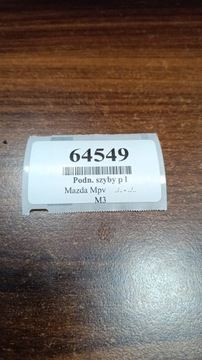 64549
Podn. szyby p l
Mazda Mpv ../.. - ../..
M3